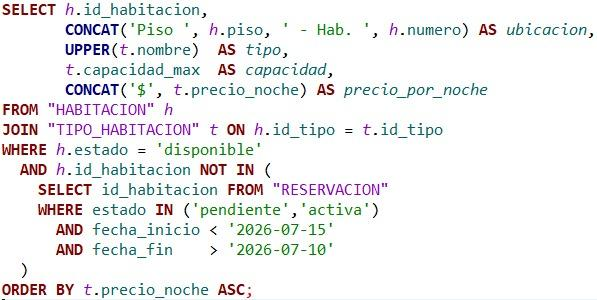 SELECT h.id_habitacion,
       CONCAT('Piso ', h.piso, ' - Hab. ', h.numero) AS ubicacion,
       UPPER(t.nombre)  AS tipo,
       t.capacidad_max  AS capacidad,
       CONCAT('$', t.precio_noche) AS precio_por_noche
FROM "HABITACION" h
JOIN "TIPO_HABITACION" t ON h.id_tipo = t.id_tipo
WHERE h.estado = 'disponible'
  AND h.id_habitacion NOT IN (
    SELECT id_habitacion FROM "RESERVACION"
    WHERE estado IN ('pendiente','activa')
      AND fecha_inicio < '2026-07-15'
      AND fecha_fin    > '2026-07-10'
  )
ORDER BY t.precio_noche ASC;